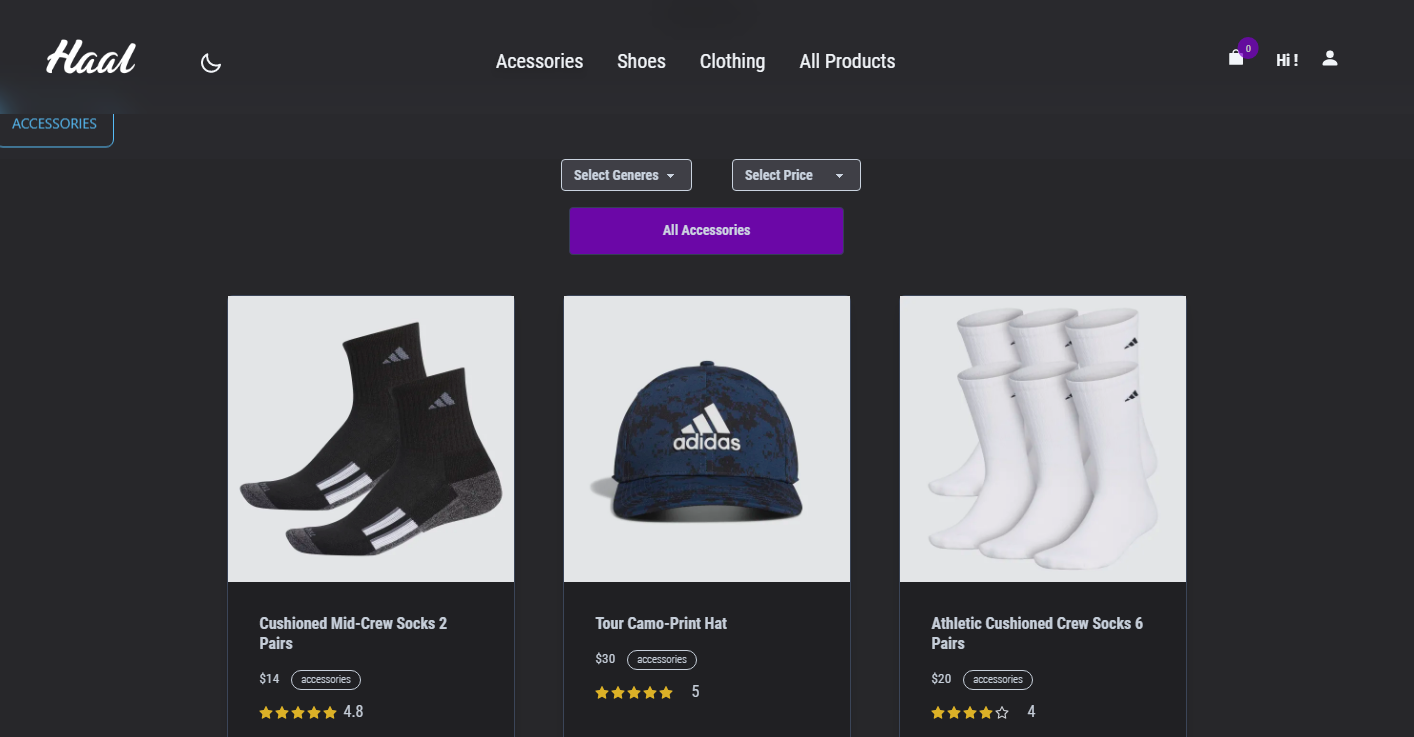 Haal
Acessories Shoes Clothing All Products
0
Hi !
ACCESSORIES
Select Generes
Select Price
All Accessories
adidas
Cushioned Mid-Crew Socks 2
Pairs
$14 accessories
4.8
Tour Camo-Print Hat
$30 accessories
5
Athletic Cushioned Crew Socks 6
Pairs
$20 accessories
4